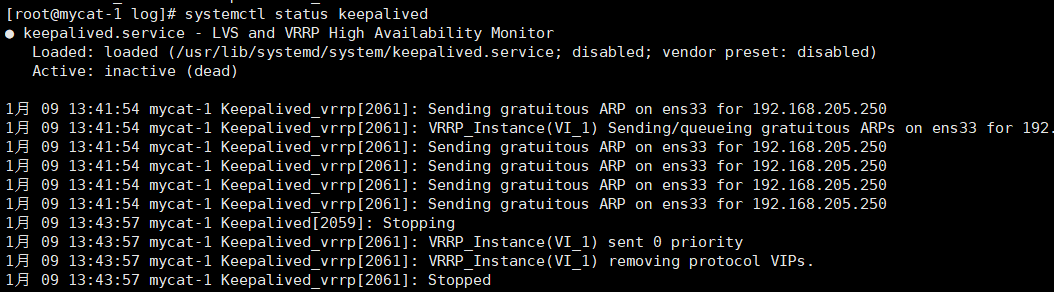 [root@mycat-1 log]# systemctl status keepalived
● keepalived.service - LVS and VRRP High Availability Monitor
   Loaded: loaded (/usr/lib/systemd/system/keepalived.service; disabled; vendor preset: disabled)
   Active: inactive (dead)
1月 09 13:41:54 mycat-1 Keepalived_vrrp[2061]: Sending gratuitous ARP on ens33 for 192.168.205.250
1月 09 13:41:54 mycat-1 Keepalived_vrrp[2061]: VRRP_Instance(VI_1) Sending/queueing gratuitous ARPs on ens33 for 192.
1月 09 13:41:54 mycat-1 Keepalived_vrrp[2061]: Sending gratuitous ARP on ens33 for 192.168.205.250
1月 09 13:41:54 mycat-1 Keepalived_vrrp[2061]: Sending gratuitous ARP on ens33 for 192.168.205.250
1月 09 13:41:54 mycat-1 Keepalived_vrrp[2061]: Sending gratuitous ARP on ens33 for 192.168.205.250
1月 09 13:41:54 mycat-1 Keepalived_vrrp[2061]: Sending gratuitous ARP on ens33 for 192.168.205.250
1月 09 13:43:57 mycat-1 Keepalived[2059]: Stopping
1月 09 13:43:57 mycat-1 Keepalived_vrrp[2061]: VRRP_Instance(VI_1) sent 0 priority
1月 09 13:43:57 mycat-1 Keepalived_vrrp[2061]: VRRP_Instance(VI_1) removing protocol VIPs.
1月 09 13:43:57 mycat-1 Keepalived_vrrp[2061]: Stopped